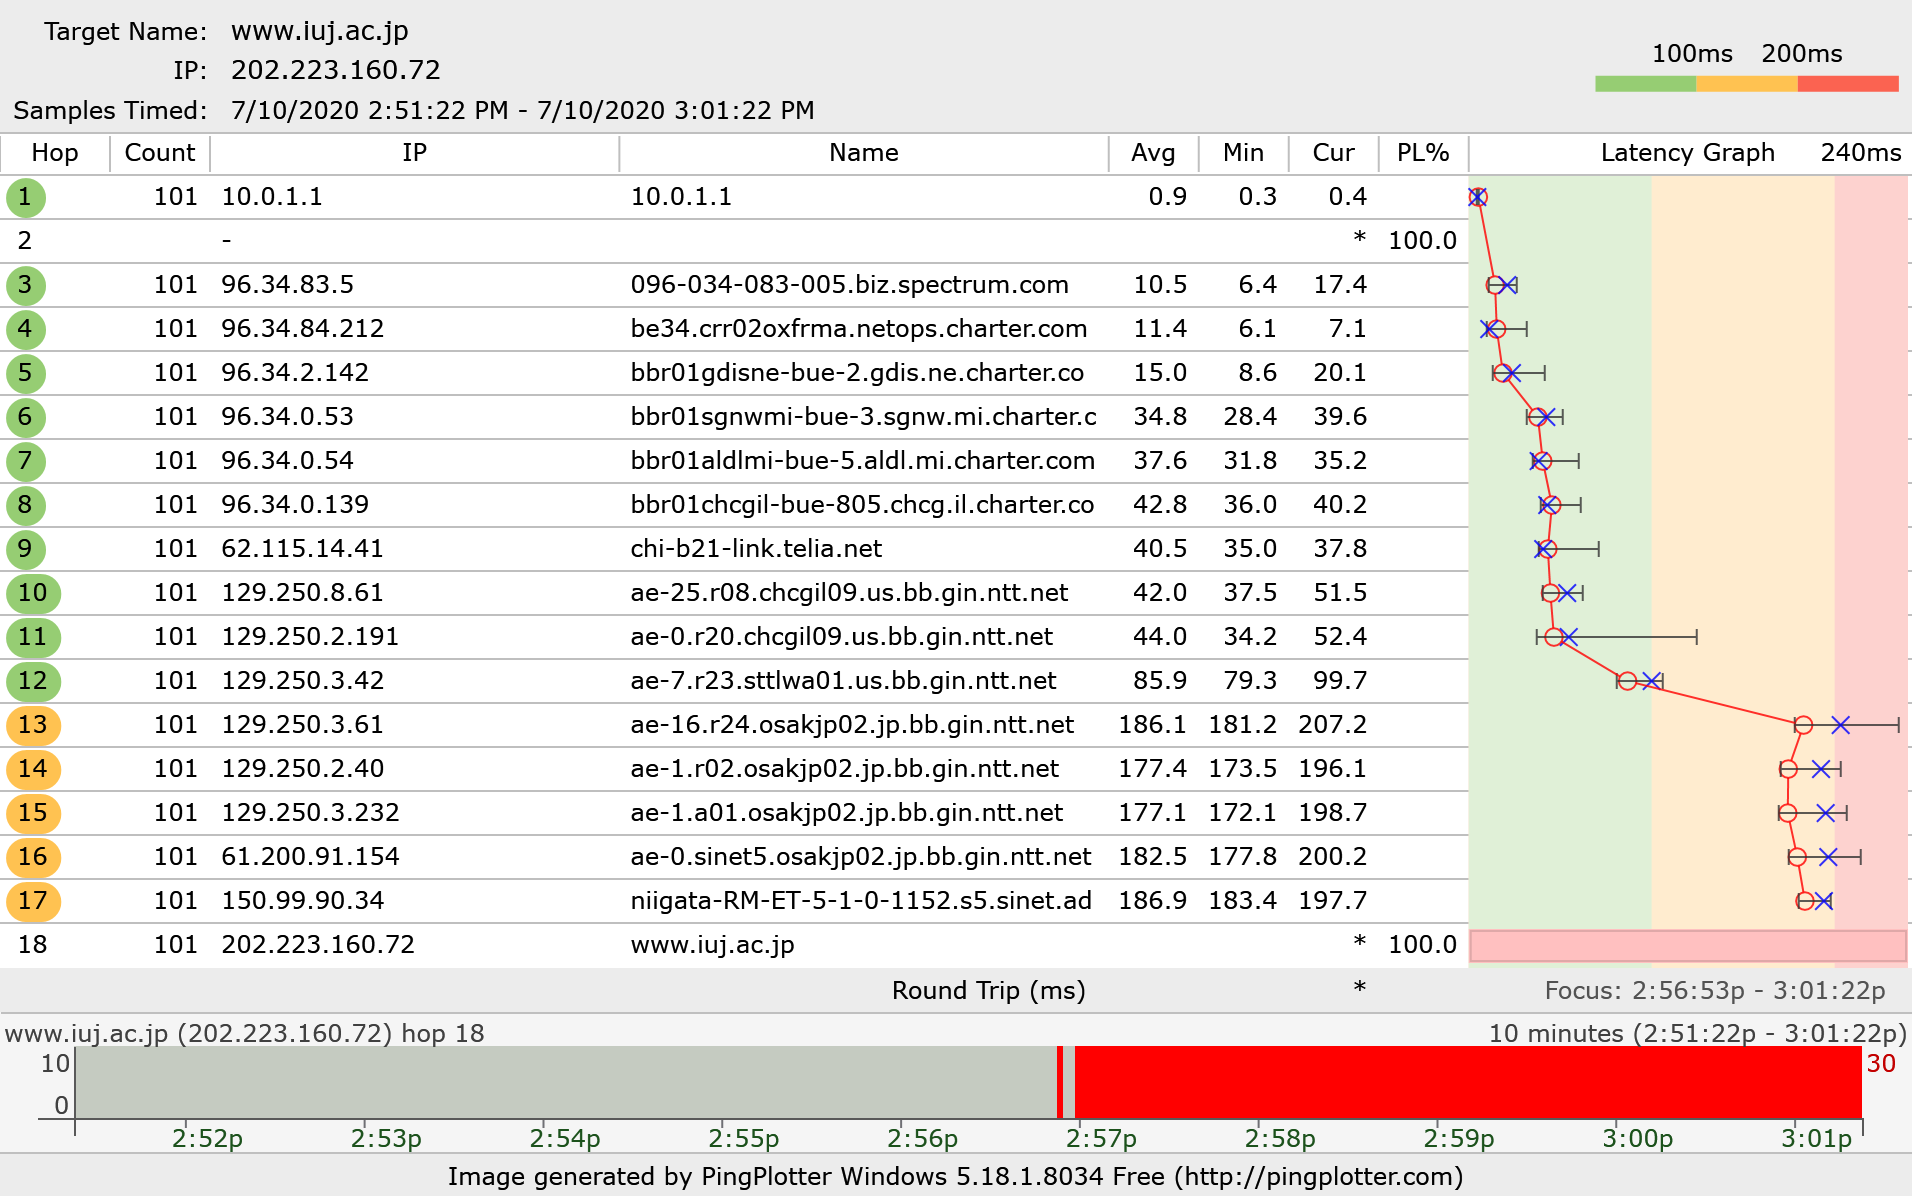 Target Name: www.iuj.ac.jp
IP: 202.223.160.72
Samples Timed: 7/10/2020 2:51:22 PM - 7/10/2020 3:01:22 PM
100ms 200ms
Hop Count IP Name Avg Min Cur PL% Latency Graph 240ms
1 101 10.0.1.1 10.0.1.1 0.9 0.3 0.4
2 - * 100.0
3 101 96.34.83.5 096-034-083-005.biz.spectrum.com 10.5 6.4 17.4
4 101 96.34.84.212 be34.crr02oxfrma.netops.charter.com 11.4 6.1 7.1
5 101 96.34.2.142 bbr01gdisne-bue-2.gdis.ne.charter.co 15.0 8.6 20.1
6 101 96.34.0.53 bbr01sgnwmi-bue-3.sgnw.mi.charter.c 34.8 28.4 39.6
7 101 96.34.0.54 bbr01aldlmi-bue-5.aldl.mi.charter.com 37.6 31.8 35.2
8 101 96.34.0.139 bbr01chcgil-bue-805.chcg.il.charter.co 42.8 36.0 40.2
9 101 62.115.14.41 chi-b21-link.telia.net 40.5 35.0 37.8
10 101 129.250.8.61 ae-25.r08.chcgil09.us.bb.gin.ntt.net 42.0 37.5 51.5
11 101 129.250.2.191 ae-0.r20.chcgil09.us.bb.gin.ntt.net 44.0 34.2 52.4
12 101 129.250.3.42 ae-7.r23.sttlwa01.us.bb.gin.ntt.net 85.9 79.3 99.7
13 101 129.250.3.61 ae-16.r24.osakjp02.jp.bb.gin.ntt.net 186.1 181.2 207.2
14 101 129.250.2.40 ae-1.r02.osakjp02.jp.bb.gin.ntt.net 177.4 173.5 196.1
15 101 129.250.3.232 ae-1.a01.osakjp02.jp.bb.gin.ntt.net 177.1 172.1 198.7
16 101 61.200.91.154 ae-0.sinet5.osakjp02.jp.bb.gin.ntt.net 182.5 177.8 200.2
17 101 150.99.90.34 niigata-RM-ET-5-1-0-1152.s5.sinet.ad 186.9 183.4 197.7
18 101 202.223.160.72 www.iuj.ac.jp * 100.0
Round Trip (ms) * Focus: 2:56:53p - 3:01:22p
www.iuj.ac.jp (202.223.160.72) hop 18 10 minutes (2:51:22p - 3:01:22p)
10 30
0
2:52p 2:53p 2:54p 2:55p 2:56p 2:57p 2:58p 2:59p 3:00p 3:01p
Image generated by PingPlotter Windows 5.18.1.8034 Free (http://pingplotter.com)